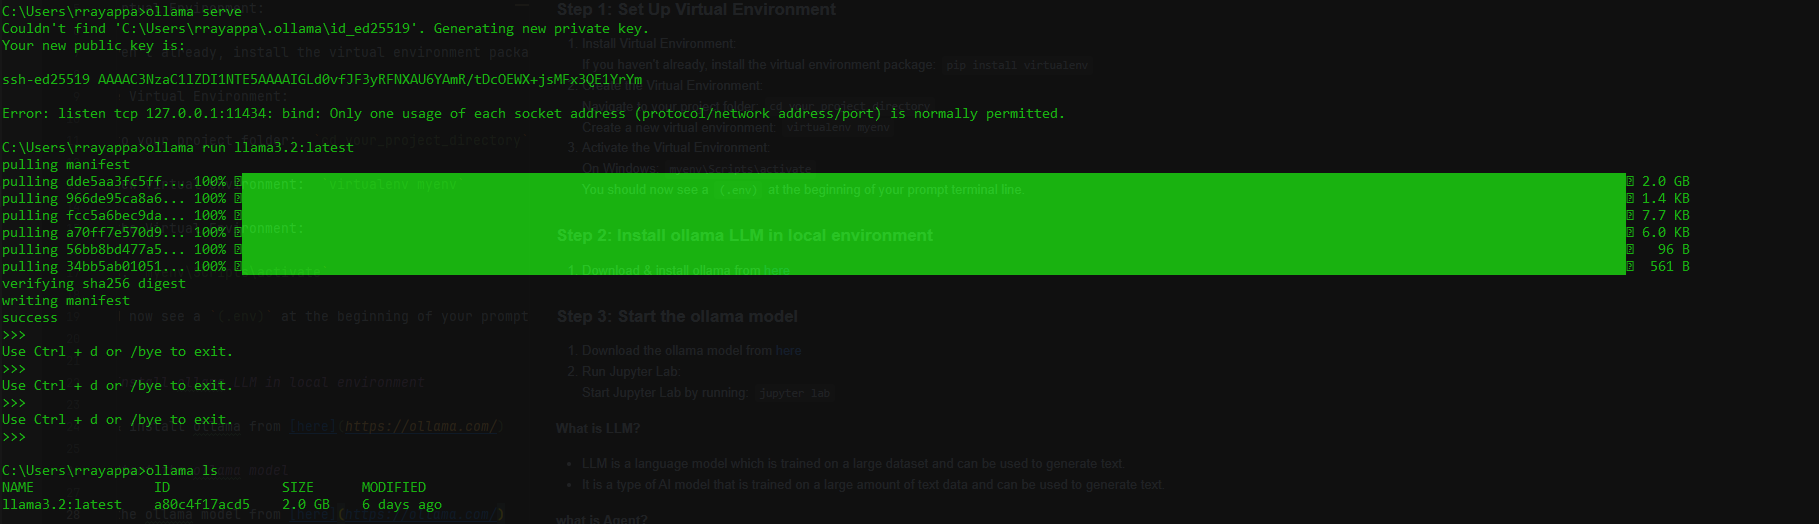 C:\Users\rrayappa>ollama serve
Couldn't find 'C:\Users\rrayappa\.ollama\id_ed25519'. Generating new private key.
Your new public key is:
ssh-ed25519 AAAAC3NzaC1lZDI1NTE5AAAAIGLd0vfJF3yRFNXAU6YAmR/tDcOEWX+jsMFx3QE1YrYm
Error: listen tcp 127.0.0.1:11434: bind: Only one usage of each socket address (protocol/network address/port) is normally permitted.
C:\Users\rrayappa>ollama run llama3.2:latest
pulling manifest
pulling dde5aa3fc5ff... 100% 2.0 GB
pulling 966de95ca8a6... 100% 1.4 KB
pulling fcc5a6bec9da... 100% 7.7 KB
pulling a70ff7e570d9... 100% 6.0 KB
pulling 56bb8bd477a5... 100% 96 B
pulling 34bb5ab01051... 100% 561 B
verifying sha256 digest
writing manifest
success
>>>
Use Ctrl + d or /bye to exit.
>>>
Use Ctrl + d or /bye to exit.
>>>
Use Ctrl + d or /bye to exit.
>>>
C:\Users\rrayappa>ollama ls
NAME ID SIZE MODIFIED
llama3.2:latest a80c4f17acd5 2.0 GB 6 days ago
Step 1: Set Up Virtual Environment
1. Install Virtual Environment:
If you haven't already, install the virtual environment package: pip install virtualenv
2. Create the Virtual Environment:
Navigate to your project folder: cd your_project_directory
Create a new virtual environment: virtualenv myenv
3. Activate the Virtual Environment:
On Windows: myenv\Scripts\activate
You should now see a (.env) at the beginning of your prompt terminal line.
Step 2: Install ollama LLM in local environment
1. Download & install ollama from here
Step 3: Start the ollama model
1. Download the ollama model from here
2. Run Jupyter Lab:
Start Jupyter Lab by running: jupyter lab
What is LLM?
LLM is a language model which is trained on a large dataset and can be used to generate text.
It is a type of AI model that is trained on a large amount of text data and can be used to generate text.
what is Agent?